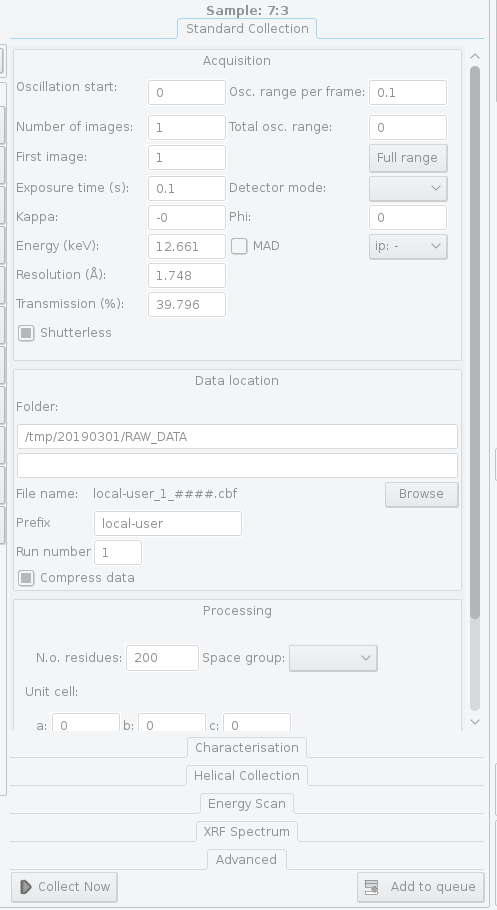 Sample: 7:3
Standard Collection
Acquisition
Oscillation start: 0 Osc. range per frame: 0.1
Number of images: 1 Total osc. range: 0
First image: 1 Full range
Exposure time (s): 0.1 Detector mode:
Kappa: -0 Phi: 0
Energy (keV): 12.661 MAD ip: -
Resolution (Å): 1.748
Transmission (%): 39.796
Shutterless
Data location
Folder:
/tmp/20190301/RAW_DATA
File name: local-user_1_####.cbf Browse
Prefix local-user
Run number 1
Compress data
Processing
N.o. residues: 200 Space group:
Unit cell:
a: 0 b: 0 c: 0
Characterisation
Helical Collection
Energy Scan
XRF Spectrum
Advanced
Collect Now Add to queue